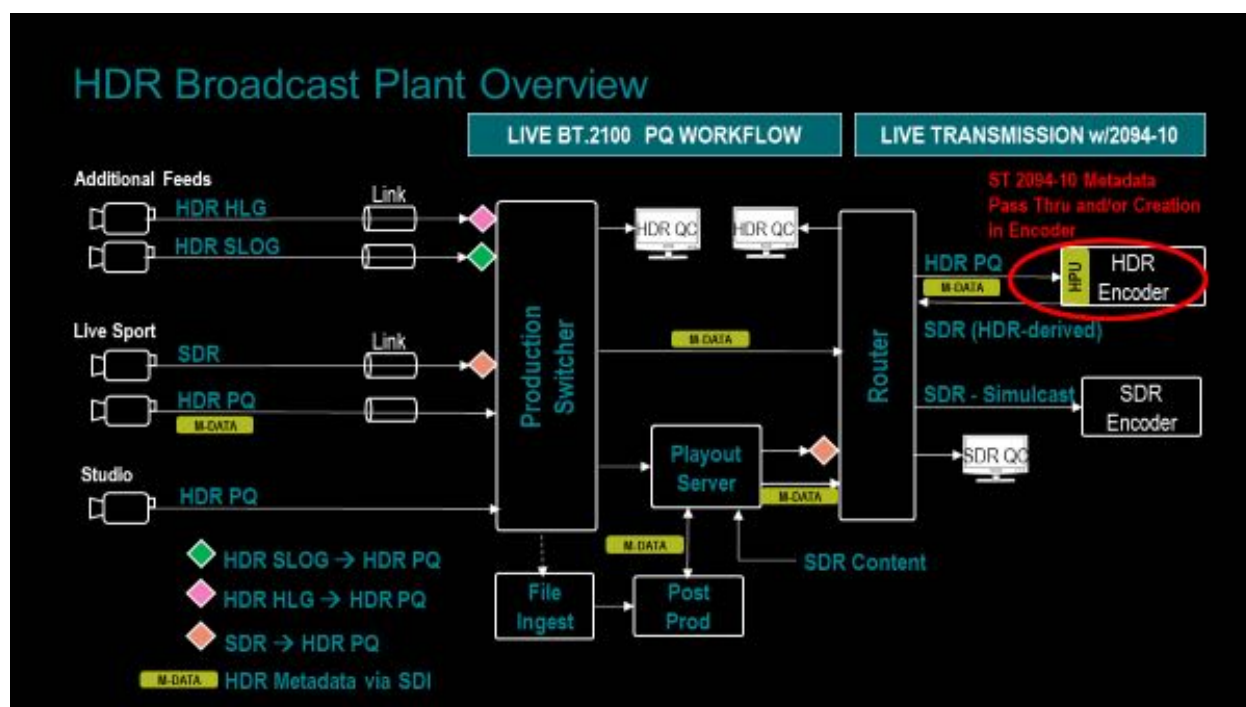 HDR Broadcast Plant Overview
LIVE BT.2100 PQ WORKFLOW
LIVE TRANSMISSION w/2094-10
Additional Feeds
HDR HLG
Link
HDR SLOG
Live Sport
SDR
Link
HDR PQ
M-DATA
Studio
HDR PQ
Production
Switcher
HDR QC
HDR QC
M-DATA
Playout
Server
M-DATA
M-DATA
File
Ingest
Post
Prod
SDR Content
Router
ST 2094-10 Metadata
Pass Thru and/or Creation
in Encoder
HDR PQ
M-DATA
HPU
HDR
Encoder
SDR (HDR-derived)
SDR - Simulcast
SDR
Encoder
SDR QC
HDR SLOG → HDR PQ
HDR HLG → HDR PQ
SDR → HDR PQ
M-DATA HDR Metadata via SDI